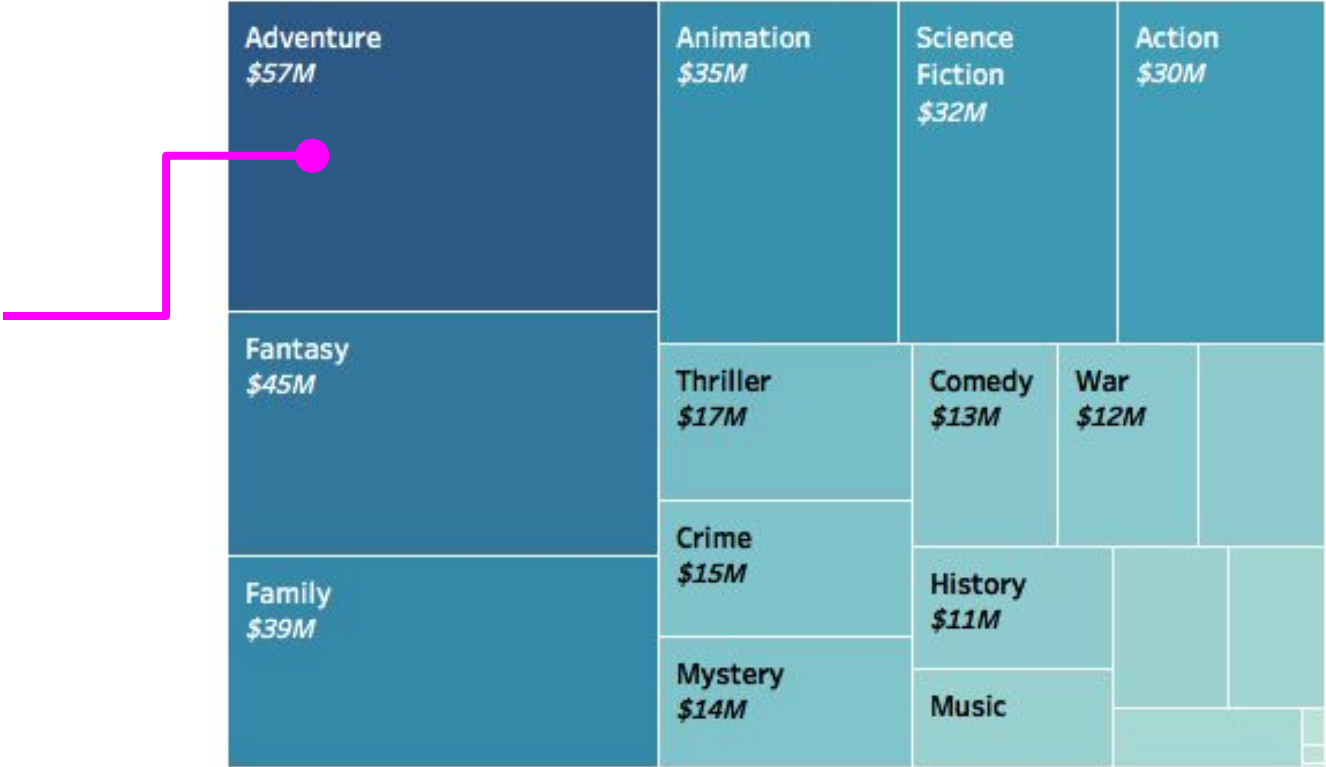 Adventure
$57M
Fantasy
$45M
Family
$39M
Animation
$35M
Science
Fiction
$32M
Action
$30M
Thriller
$17M
Crime
$15M
Mystery
$14M
Comedy
$13M
War
$12M
History
$11M
Music